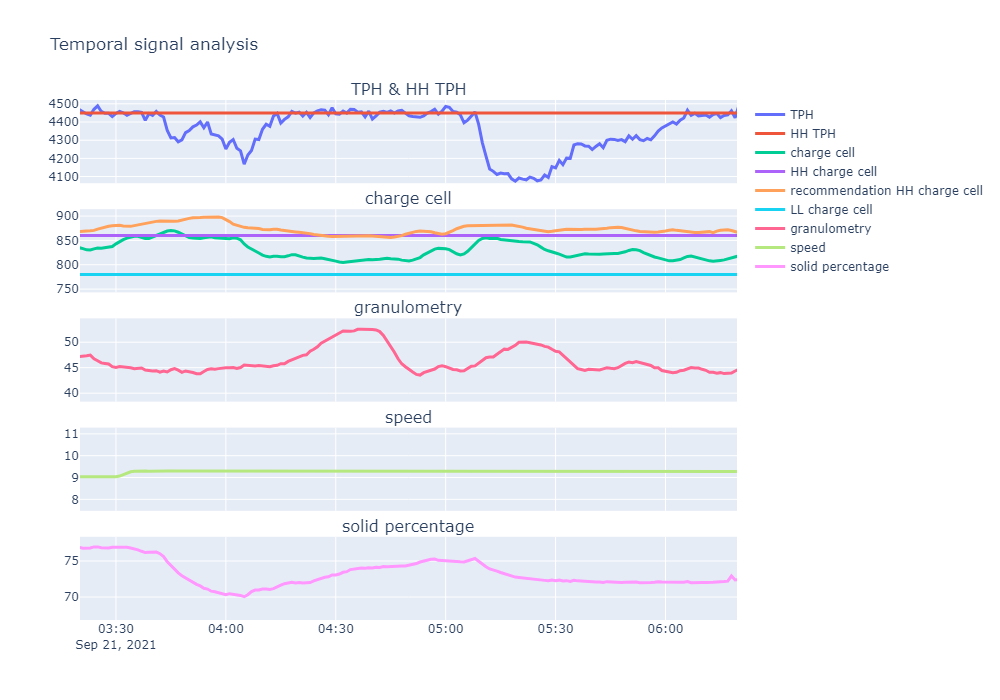 Temporal signal analysis
TPH & HH TPH
4500
4400
4300
4200
4100
charge cell
900
850
800
750
granulometry
50
45
40
speed
11
10
9
8
solid percentage
75
70
03:30 04:00 04:30 05:00 05:30 06:00
Sep 21, 2021
TPH
HH TPH
charge cell
HH charge cell
recommendation HH charge cell
LL charge cell
granulometry
speed
solid percentage